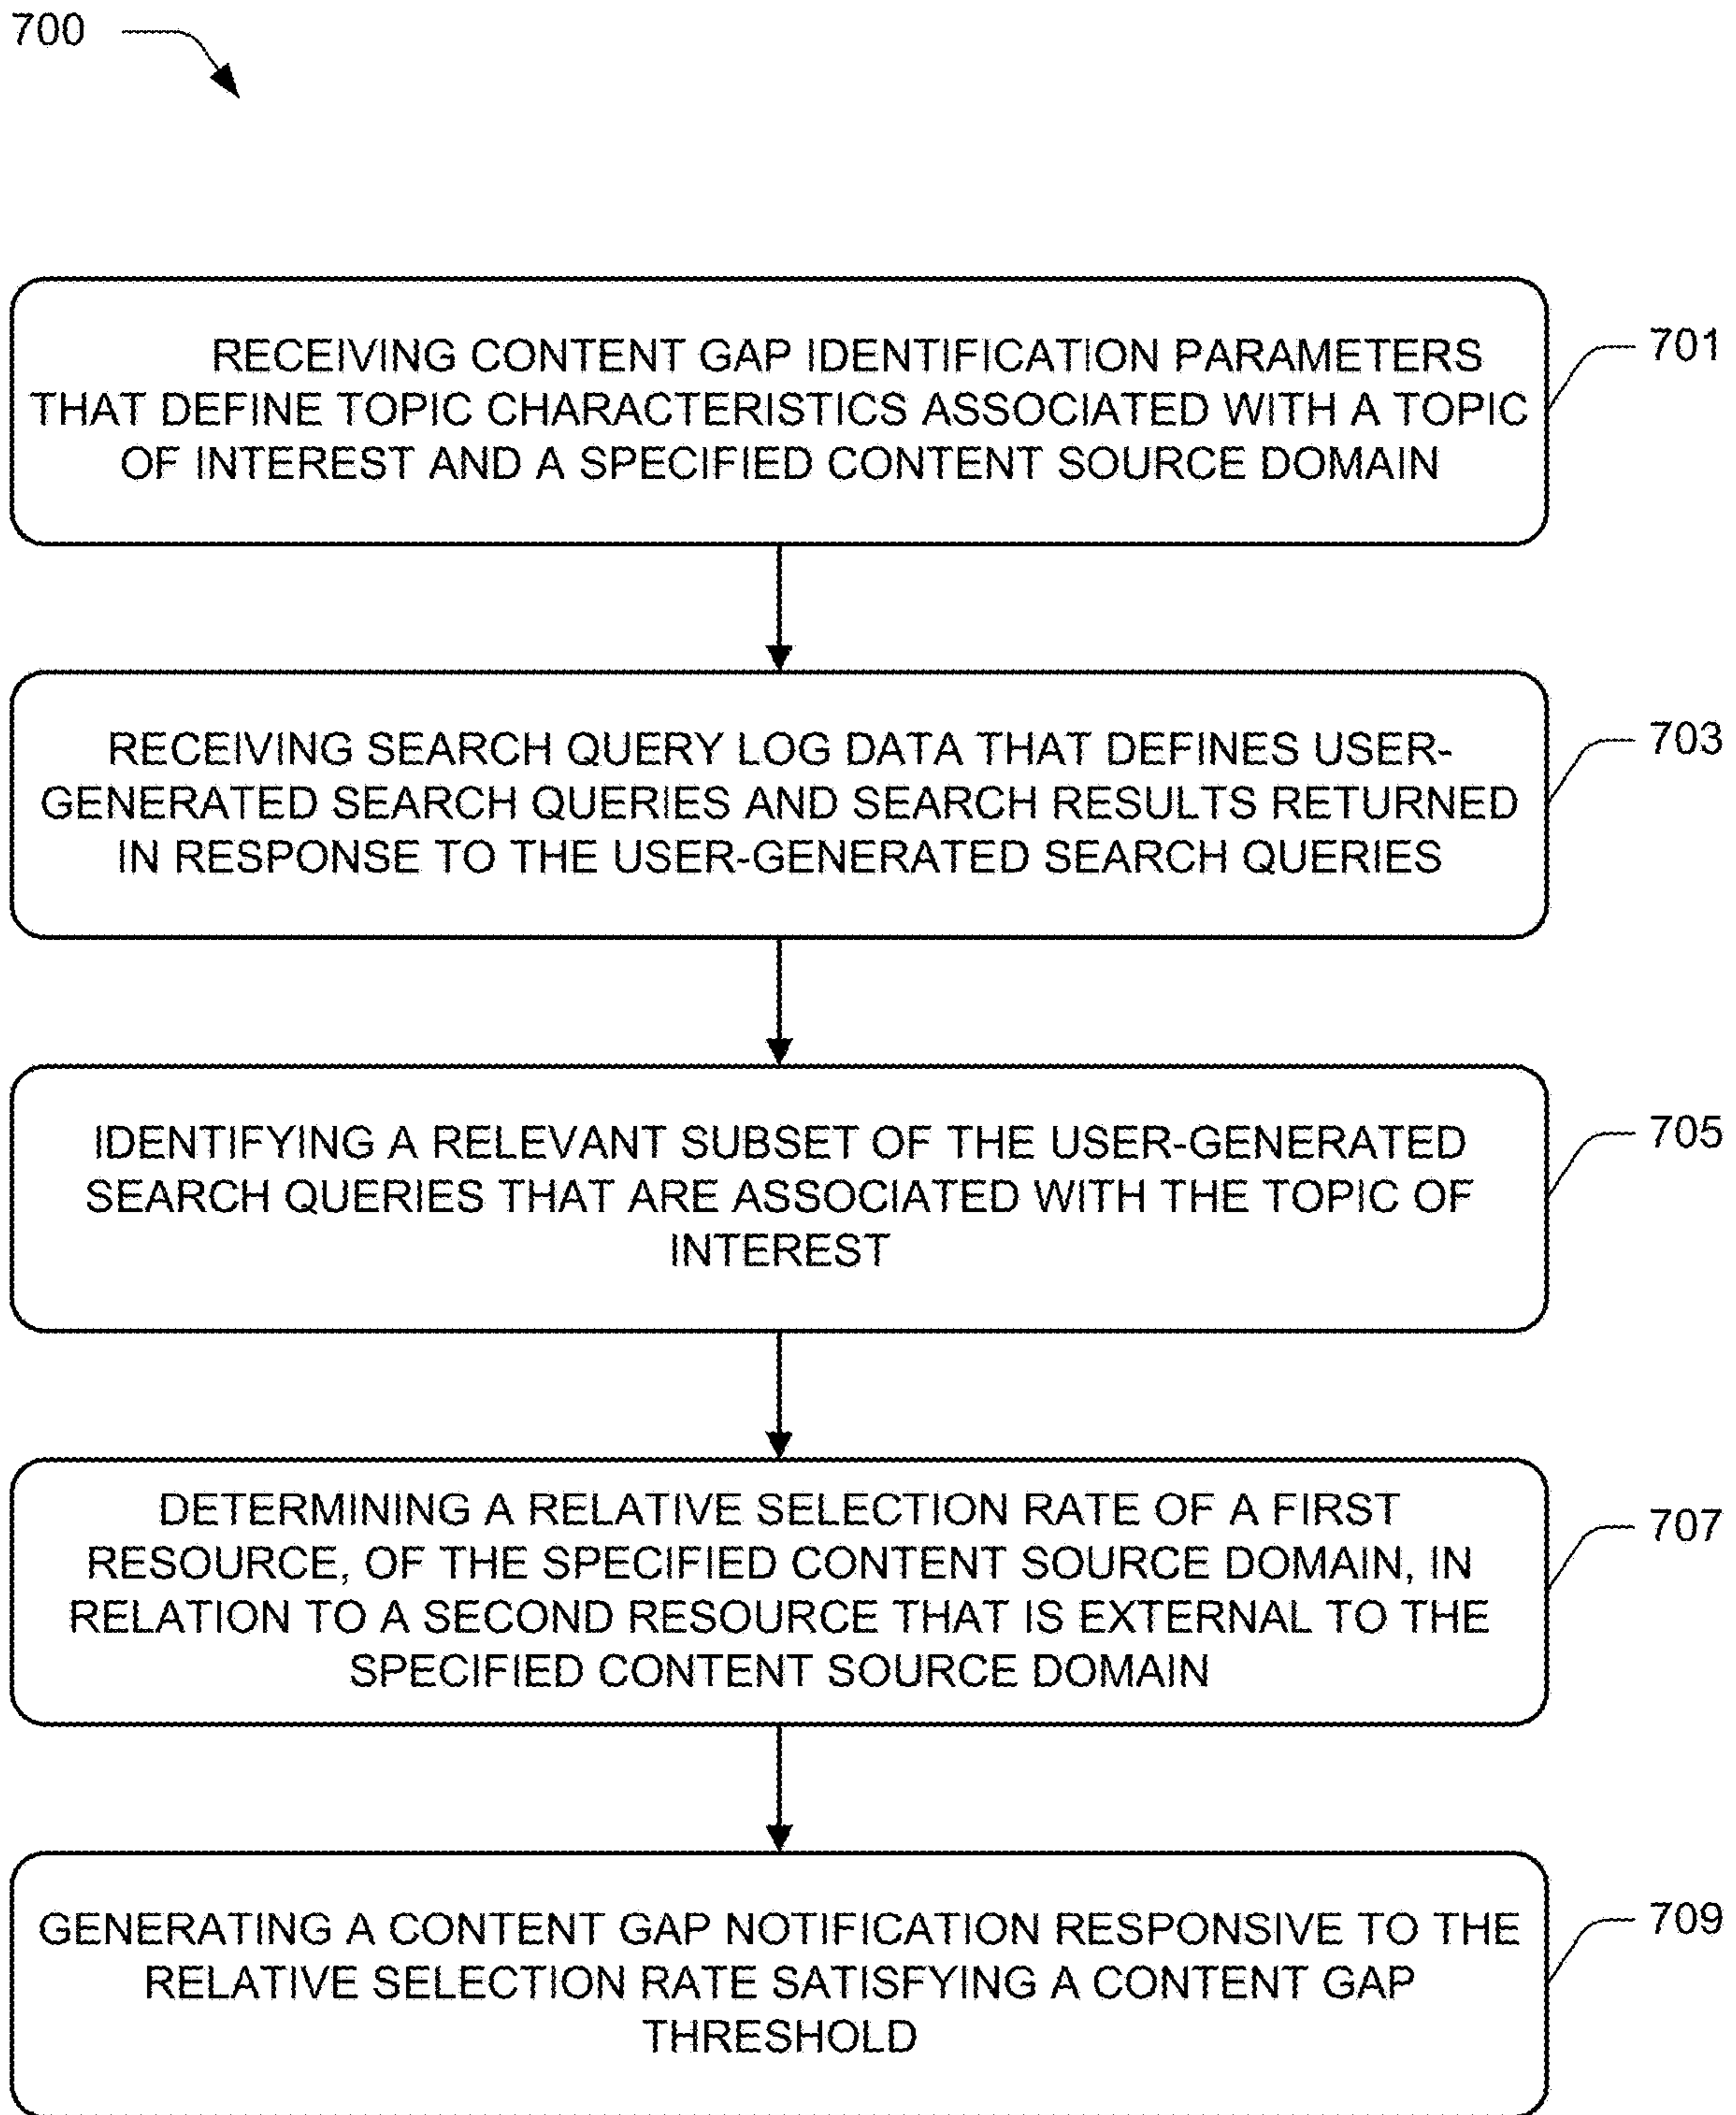 700
RECEIVING CONTENT GAP IDENTIFICATION PARAMETERS
THAT DEFINE TOPIC CHARACTERISTICS ASSOCIATED WITH A TOPIC
OF INTEREST AND A SPECIFIED CONTENT SOURCE DOMAIN
701
RECEIVING SEARCH QUERY LOG DATA THAT DEFINES USER-
GENERATED SEARCH QUERIES AND SEARCH RESULTS RETURNED
IN RESPONSE TO THE USER-GENERATED SEARCH QUERIES
703
IDENTIFYING A RELEVANT SUBSET OF THE USER-GENERATED
SEARCH QUERIES THAT ARE ASSOCIATED WITH THE TOPIC OF
INTEREST
705
DETERMINING A RELATIVE SELECTION RATE OF A FIRST
RESOURCE, OF THE SPECIFIED CONTENT SOURCE DOMAIN, IN
RELATION TO A SECOND RESOURCE THAT IS EXTERNAL TO THE
SPECIFIED CONTENT SOURCE DOMAIN
707
GENERATING A CONTENT GAP NOTIFICATION RESPONSIVE TO THE
RELATIVE SELECTION RATE SATISFYING A CONTENT GAP
THRESHOLD
709